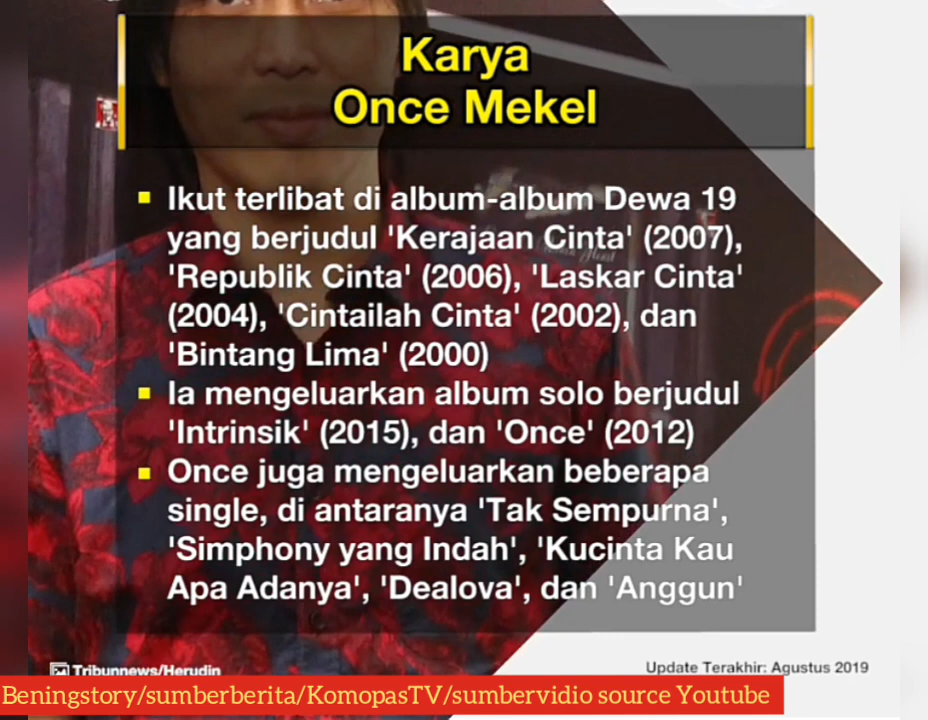 Karya
Once Mekel
Ikut terlibat di album-album Dewa 19
yang berjudul 'Kerajaan Cinta' (2007),
'Republik Cinta' (2006), 'Laskar Cinta'
(2004), 'Cintailah Cinta' (2002), dan
'Bintang Lima' (2000)
Ia mengeluarkan album solo berjudul
'Intrinsik' (2015), dan 'Once' (2012)
Once juga mengeluarkan beberapa
single, di antaranya 'Tak Sempurna',
'Simphony yang Indah', 'Kucinta Kau
Apa Adanya', 'Dealova', dan 'Anggun'
Tribunnews/Herudin
Update Terakhir: Agustus 2019
Beningstory/sumberberita/KomopasTV/sumbervidio source Youtube